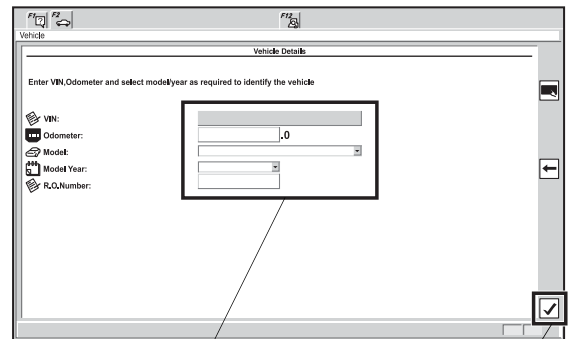 F1 F2 F12
Vehicle
Vehicle Details
Enter VIN,Odometer and select model/year as required to identify the vehicle
VIN:
Odometer: .0
Model:
Model Year:
R.O.Number: